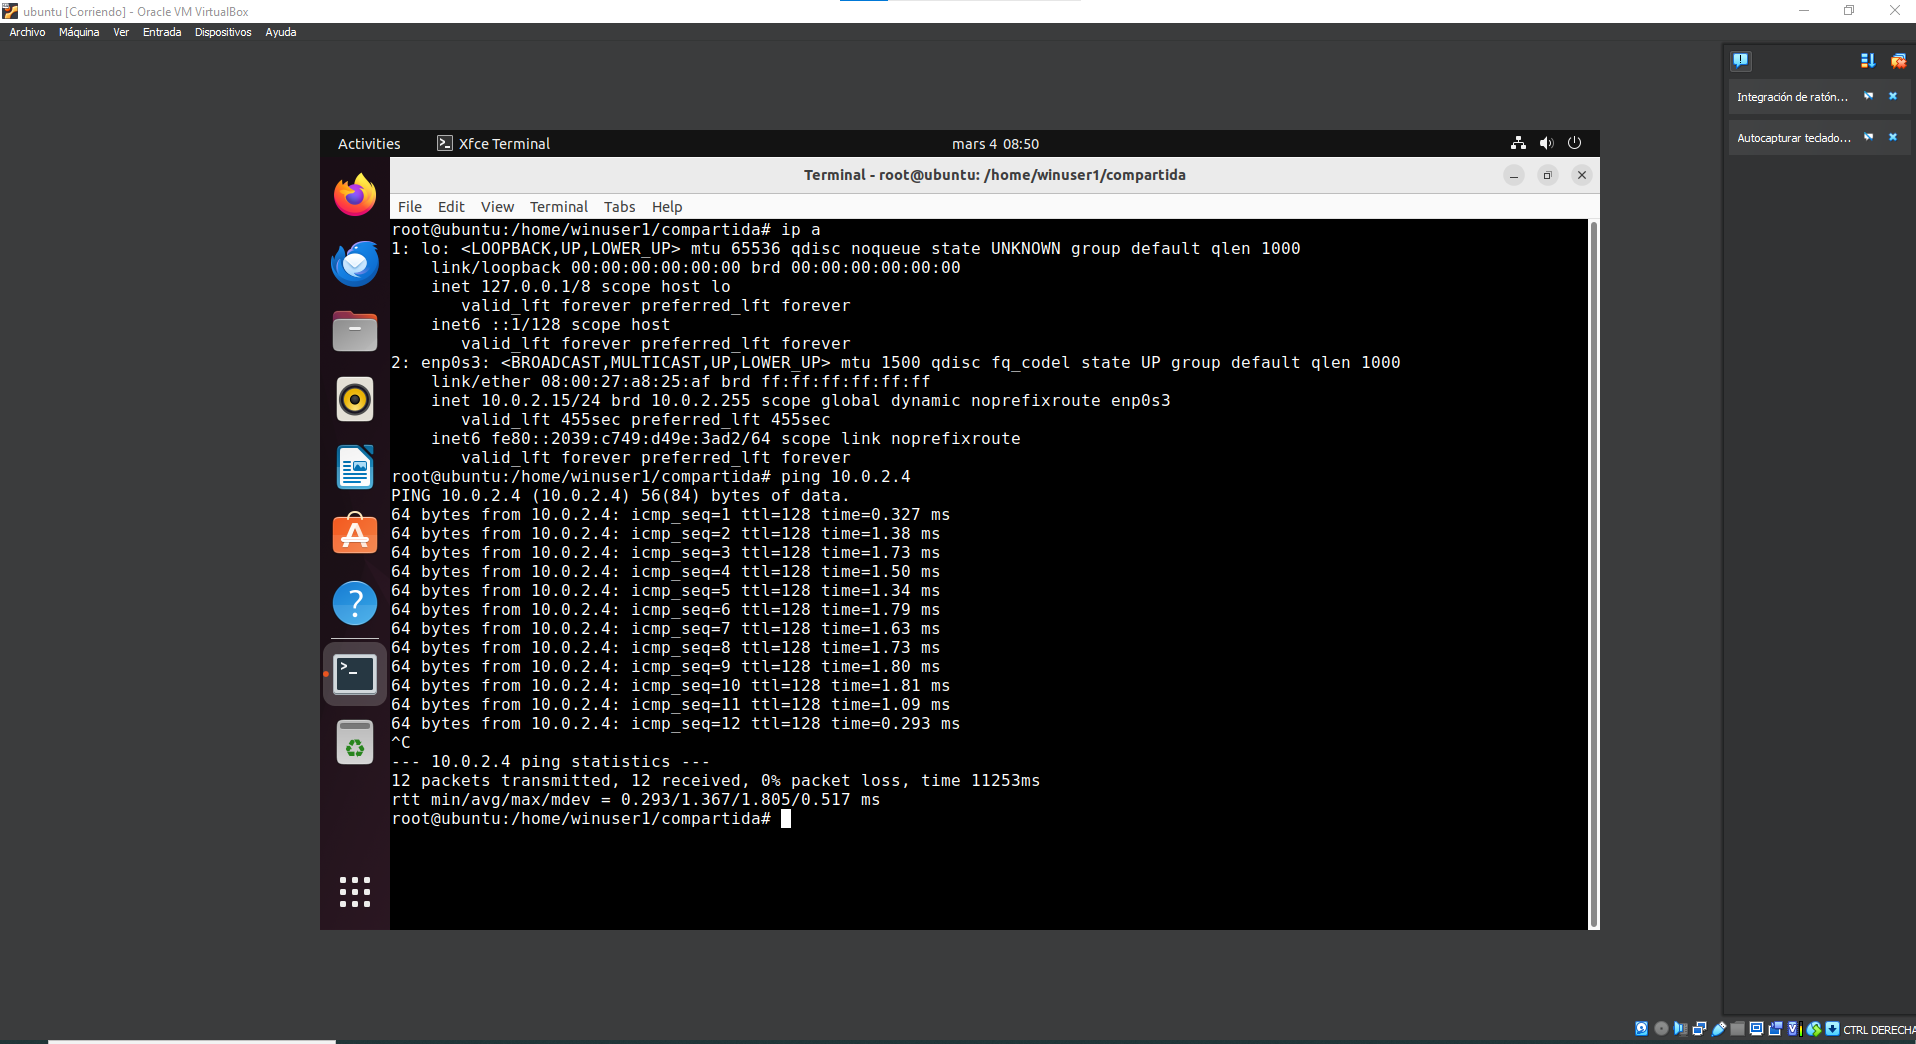 ubuntu [Corriendo] - Oracle VM VirtualBox
Archivo Máquina Ver Entrada Dispositivos Ayuda
Integración de ratón...
Autocapturar teclado...
Activities Xfce Terminal mars 4 08:50
Terminal - root@ubuntu: /home/winuser1/compartida
File Edit View Terminal Tabs Help
root@ubuntu:/home/winuser1/compartida# ip a
1: lo: <LOOPBACK,UP,LOWER_UP> mtu 65536 qdisc noqueue state UNKNOWN group default qlen 1000
    link/loopback 00:00:00:00:00:00 brd 00:00:00:00:00:00
    inet 127.0.0.1/8 scope host lo
       valid_lft forever preferred_lft forever
    inet6 ::1/128 scope host
       valid_lft forever preferred_lft forever
2: enp0s3: <BROADCAST,MULTICAST,UP,LOWER_UP> mtu 1500 qdisc fq_codel state UP group default qlen 1000
    link/ether 08:00:27:a8:25:af brd ff:ff:ff:ff:ff:ff
    inet 10.0.2.15/24 brd 10.0.2.255 scope global dynamic noprefixroute enp0s3
       valid_lft 455sec preferred_lft 455sec
    inet6 fe80::2039:c749:d49e:3ad2/64 scope link noprefixroute
       valid_lft forever preferred_lft forever
root@ubuntu:/home/winuser1/compartida# ping 10.0.2.4
PING 10.0.2.4 (10.0.2.4) 56(84) bytes of data.
64 bytes from 10.0.2.4: icmp_seq=1 ttl=128 time=0.327 ms
64 bytes from 10.0.2.4: icmp_seq=2 ttl=128 time=1.38 ms
64 bytes from 10.0.2.4: icmp_seq=3 ttl=128 time=1.73 ms
64 bytes from 10.0.2.4: icmp_seq=4 ttl=128 time=1.50 ms
64 bytes from 10.0.2.4: icmp_seq=5 ttl=128 time=1.34 ms
64 bytes from 10.0.2.4: icmp_seq=6 ttl=128 time=1.79 ms
64 bytes from 10.0.2.4: icmp_seq=7 ttl=128 time=1.63 ms
64 bytes from 10.0.2.4: icmp_seq=8 ttl=128 time=1.73 ms
64 bytes from 10.0.2.4: icmp_seq=9 ttl=128 time=1.80 ms
64 bytes from 10.0.2.4: icmp_seq=10 ttl=128 time=1.81 ms
64 bytes from 10.0.2.4: icmp_seq=11 ttl=128 time=1.09 ms
64 bytes from 10.0.2.4: icmp_seq=12 ttl=128 time=0.293 ms
^C
--- 10.0.2.4 ping statistics ---
12 packets transmitted, 12 received, 0% packet loss, time 11253ms
rtt min/avg/max/mdev = 0.293/1.367/1.805/0.517 ms
root@ubuntu:/home/winuser1/compartida#
CTRL DERECHA